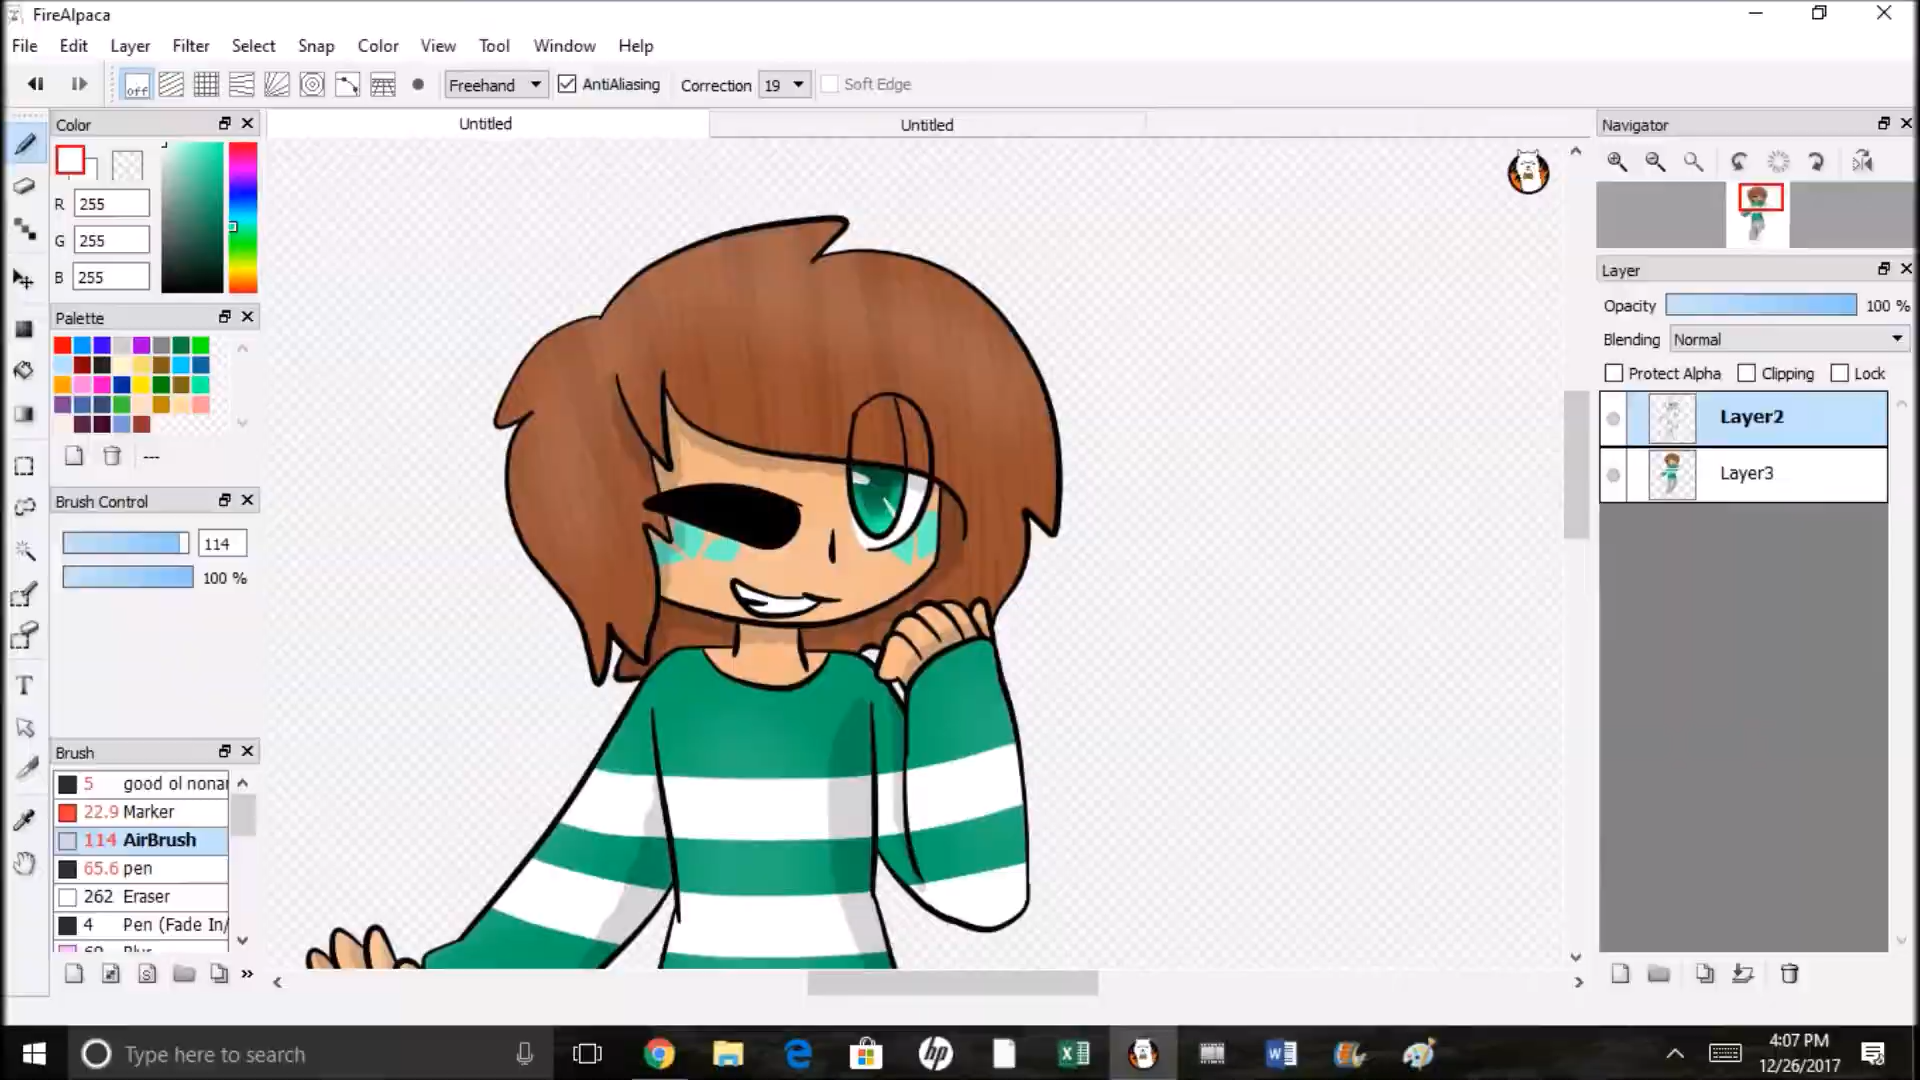 FireAlpaca
File Edit Layer Filter Select Snap Color View Tool Window Help
off Freehand AntiAliasing Correction 19 Soft Edge
Color
Untitled
Untitled
Navigator
R 255
G 255
B 255
Palette
---
Brush Control
114
100 %
Brush
5 good ol nonar
22.9 Marker
114 AirBrush
65.6 pen
262 Eraser
4 Pen (Fade In/
Layer
Opacity 100 %
Blending Normal
Protect Alpha Clipping Lock
Layer2
Layer3
Type here to search
4:07 PM
12/26/2017